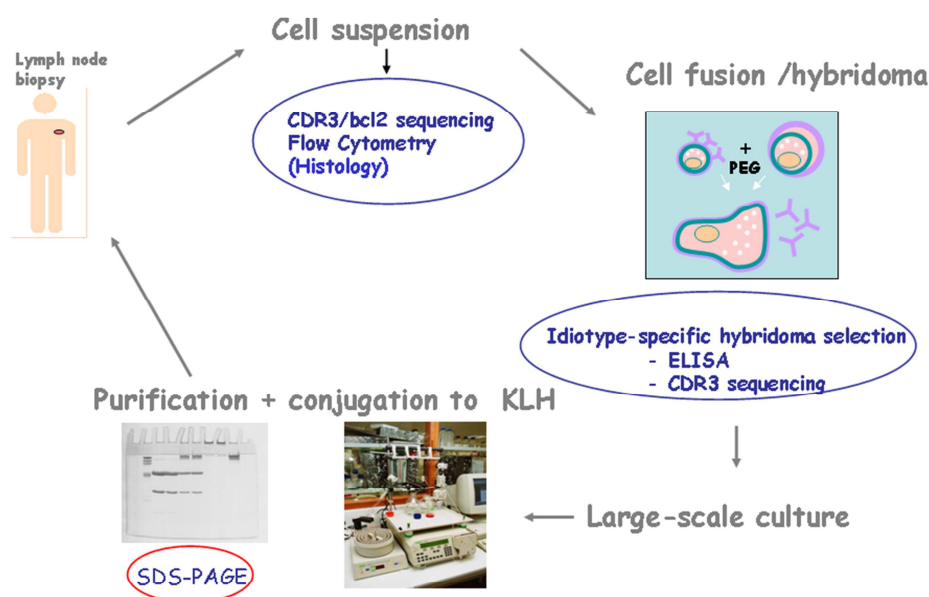 Cell suspension
Lymph node
biopsy
Cell fusion /hybridoma
CDR3/bcl2 sequencing
Flow Cytometry
(Histology)
+
PEG
Idiotype-specific hybridoma selection
- ELISA
- CDR3 sequencing
Purification + conjugation to KLH
Large-scale culture
SDS-PAGE